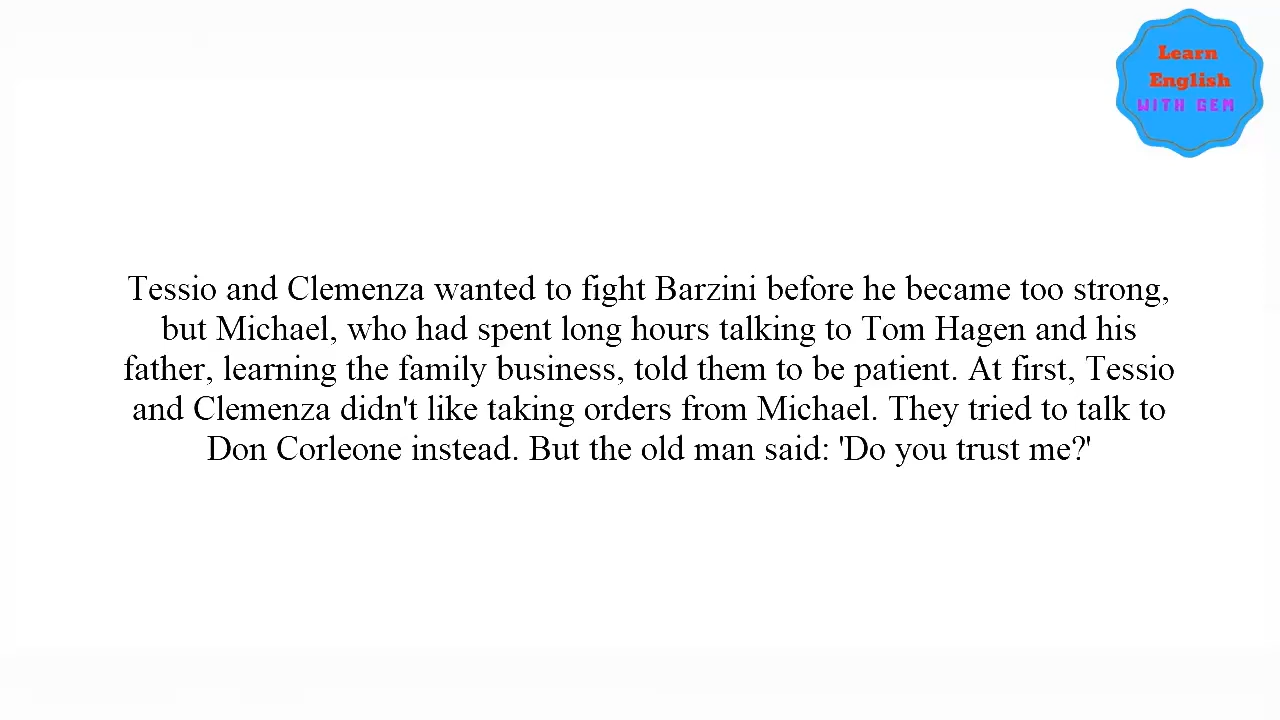 Learn
English
WITH GEM
Tessio and Clemenza wanted to fight Barzini before he became too strong,
but Michael, who had spent long hours talking to Tom Hagen and his
father, learning the family business, told them to be patient. At first, Tessio
and Clemenza didn't like taking orders from Michael. They tried to talk to
Don Corleone instead. But the old man said: 'Do you trust me?'